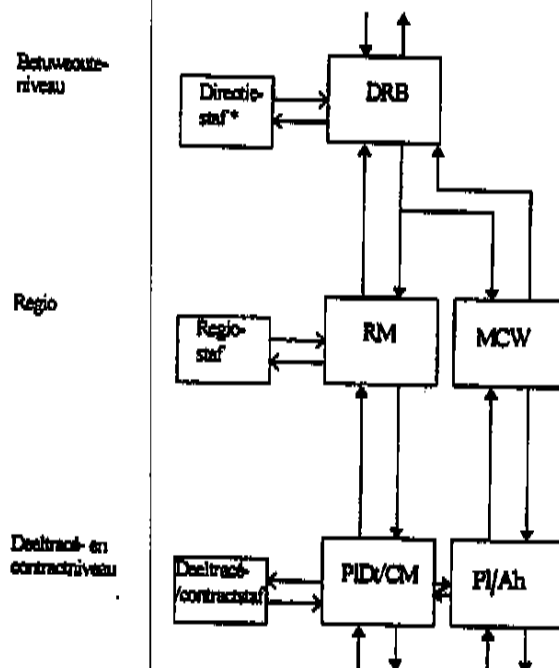 Betuweroute-
niveau
Directie-
staf *
DRB
Regio
Regio-
staf
RM
MCW
Deeltracé- en
contractniveau
Deeltracé-
/contractstaf
PlDt/CM
Pl/Ah